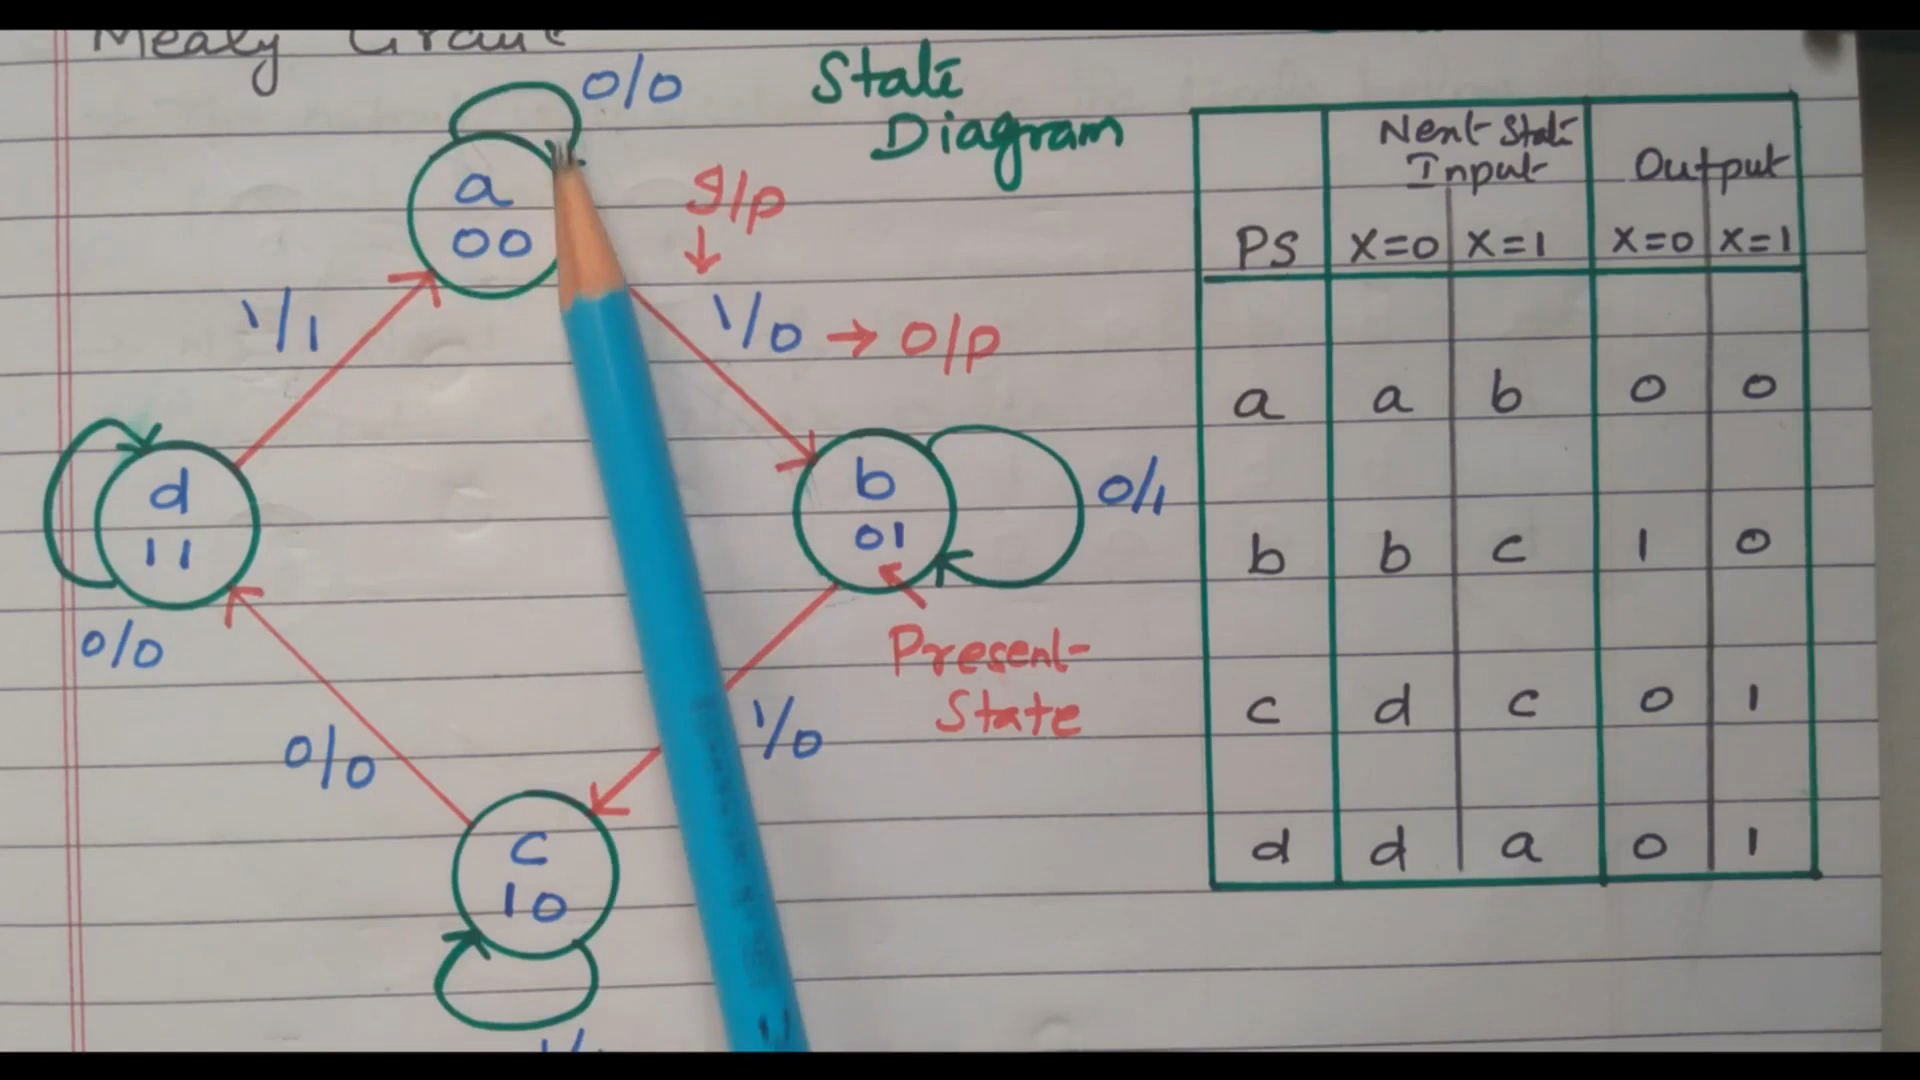 Mealy Circuit
State
Diagram
0/0
a
00
I/p
↓
1/0 → O/p
1/1
d
11
0/0
b
01
0/1
Present
State
1/0
0/0
c
10
Next State
Input
Output
PS X=0 X=1 X=0 X=1
a a b 0 0
b b c 1 0
c d c 0 1
d d a 0 1